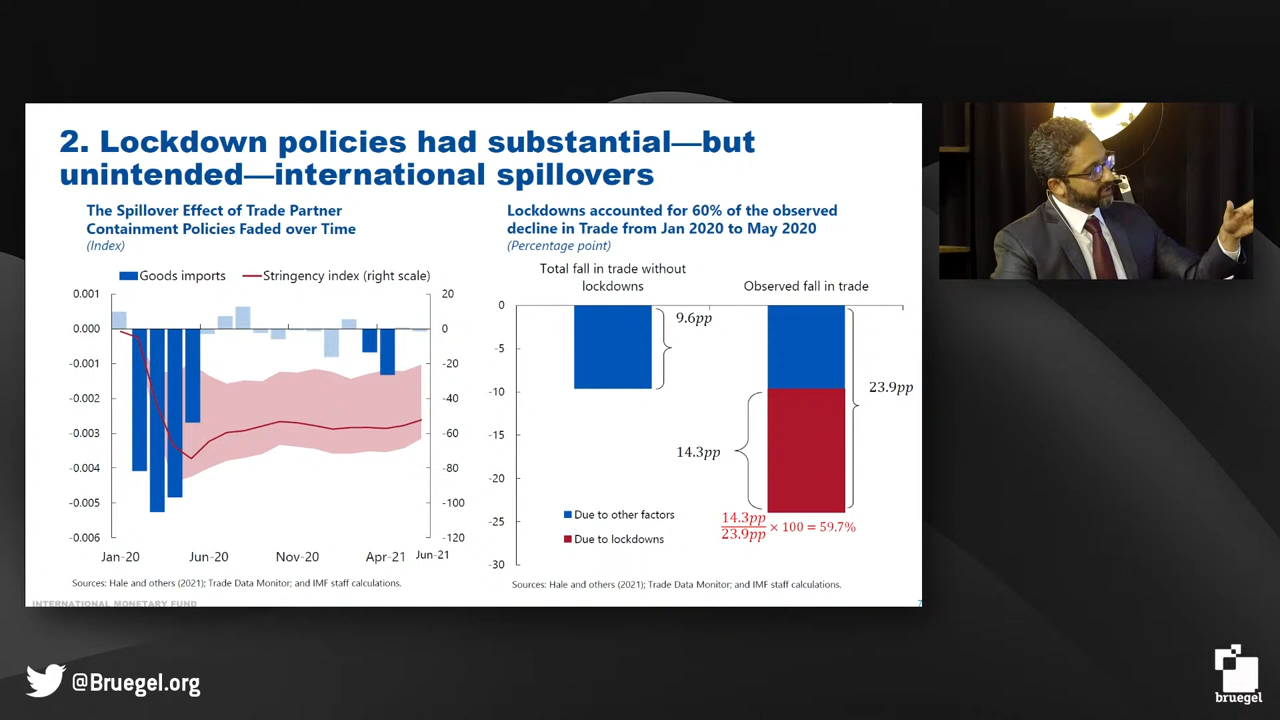 2. Lockdown policies had substantial—but
unintended—international spillovers
The Spillover Effect of Trade Partner
Containment Policies Faded over Time
(Index)
Goods imports
Stringency index (right scale)
0.001
0.000
-0.001
-0.002
-0.003
-0.004
-0.005
-0.006
20
0
-20
-40
-60
-80
-100
-120
Jan-20
Jun-20
Nov-20
Apr-21
Jun-21
Sources: Hale and others (2021); Trade Data Monitor; and IMF staff calculations.
Lockdowns accounted for 60% of the observed
decline in Trade from Jan 2020 to May 2020
(Percentage point)
Total fall in trade without
lockdowns
Observed fall in trade
0
-5
-10
-15
-20
-25
-30
9.6pp
23.9pp
14.3pp
Due to other factors
Due to lockdowns
14.3pp
23.9pp
× 100 = 59.7%
Sources: Hale and others (2021); Trade Data Monitor; and IMF staff calculations.
INTERNATIONAL MONETARY FUND
7
@Bruegel.org
bruegel